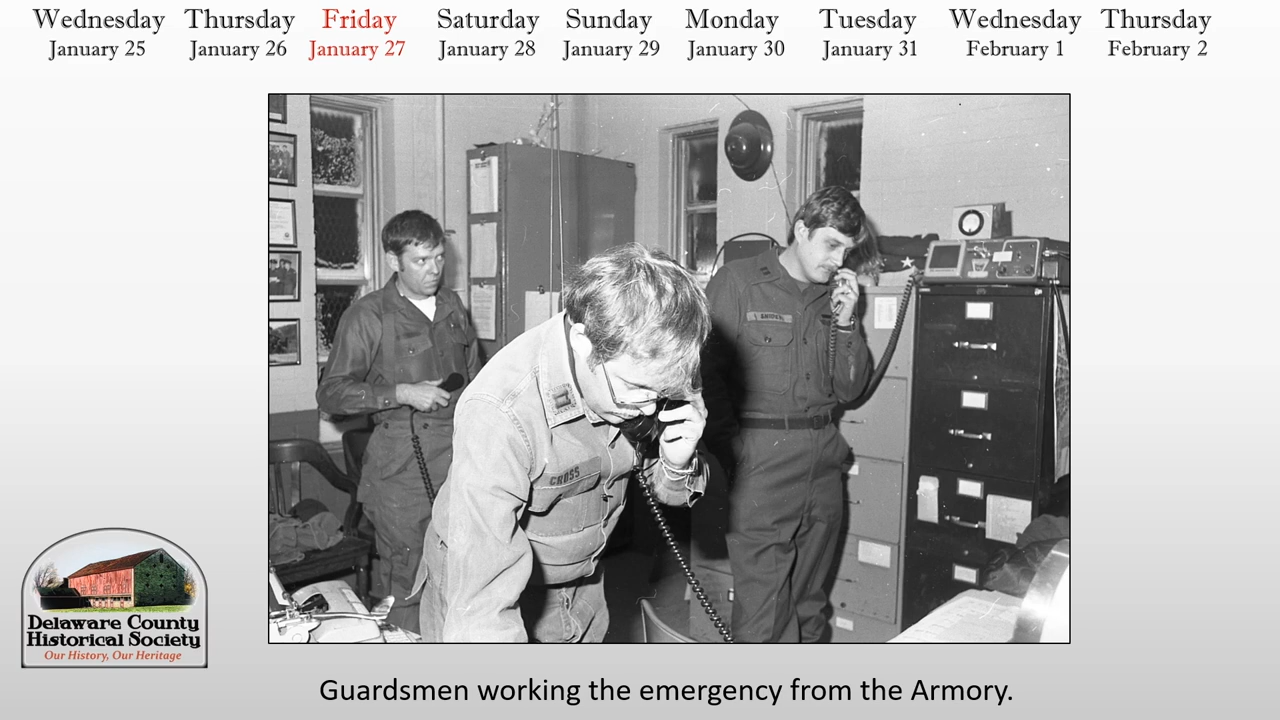 Wednesday Thursday Friday Saturday Sunday Monday Tuesday Wednesday Thursday
January 25 January 26 January 27 January 28 January 29 January 30 January 31 February 1 February 2
CROSS
Delaware County
Historical Society
Our History, Our Heritage
Guardsmen working the emergency from the Armory.